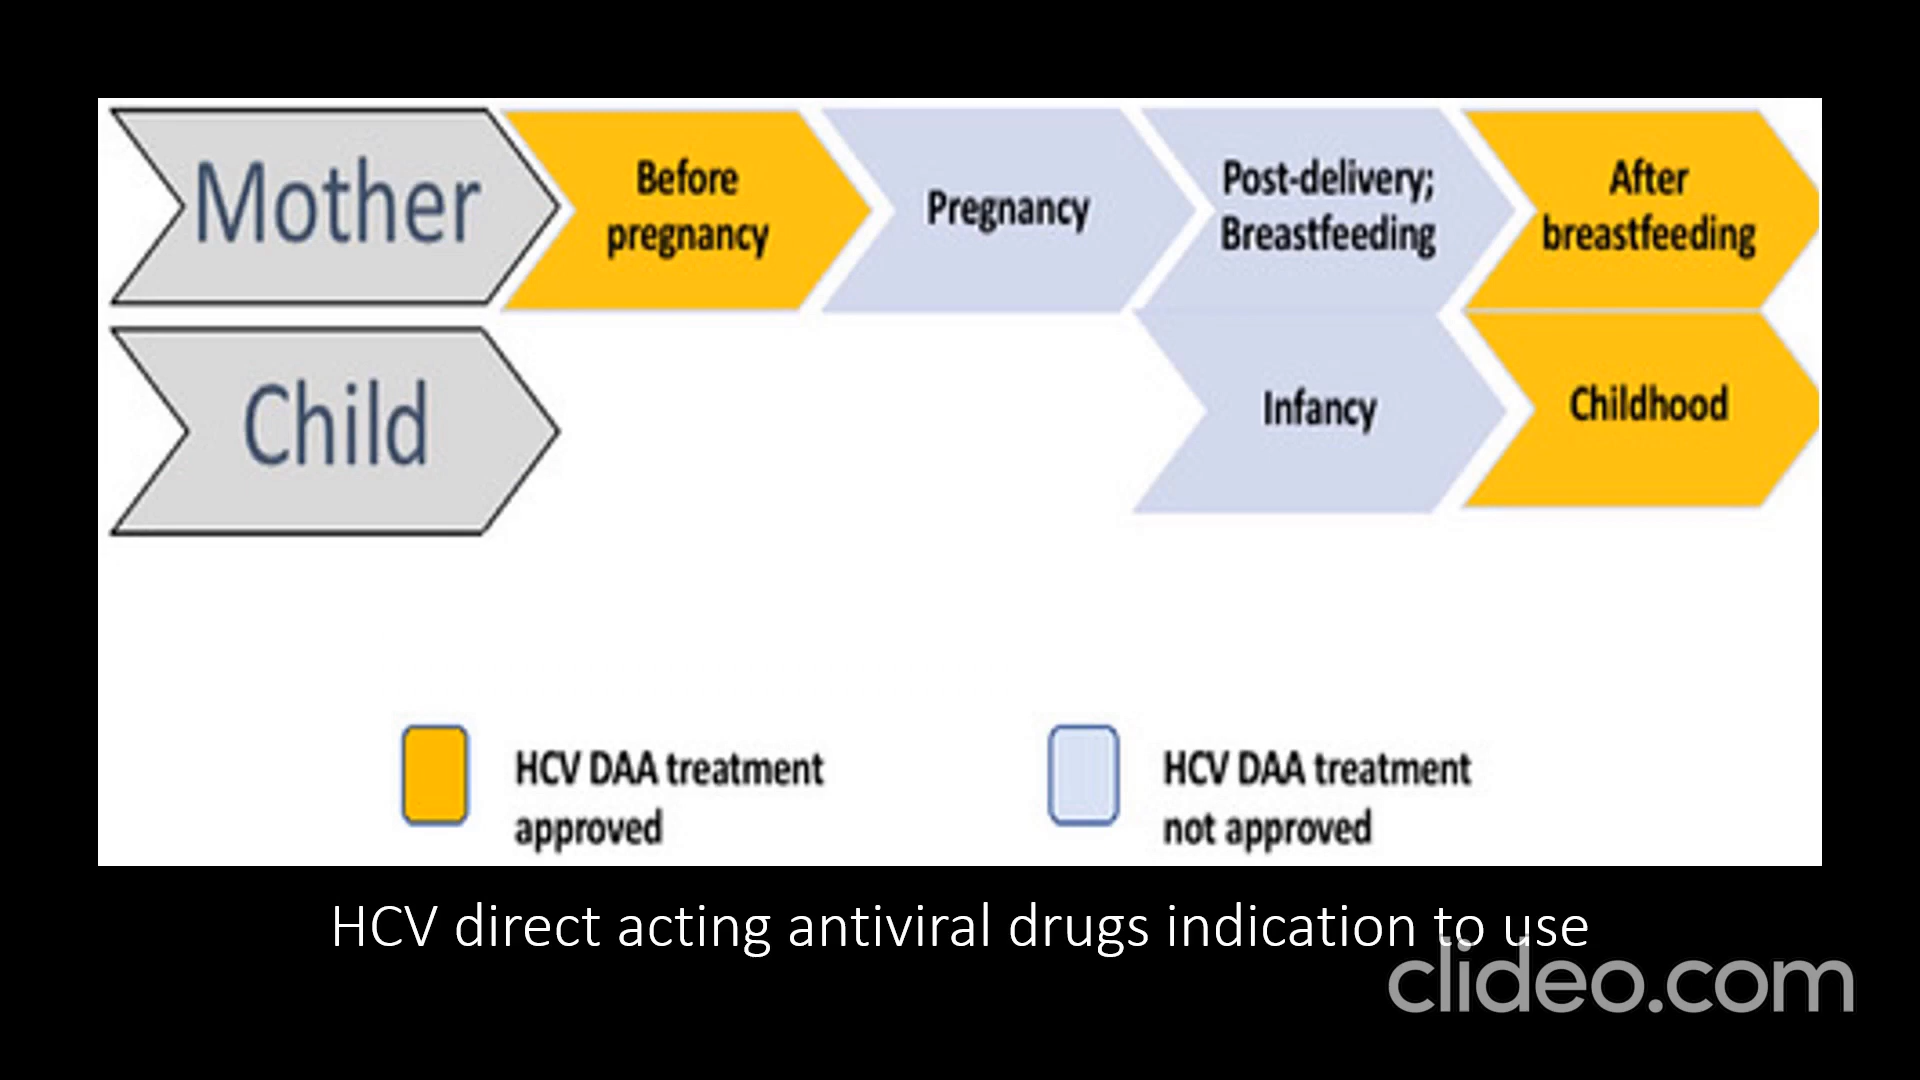 Mother
Before
pregnancy
Pregnancy
Post-delivery;
Breastfeeding
After
breastfeeding
Child
Infancy
Childhood
HCV DAA treatment
approved
HCV DAA treatment
not approved
HCV direct acting antiviral drugs indication to use
clideo.com